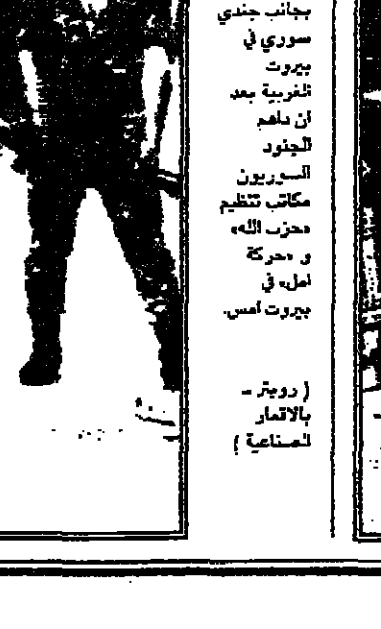 بجانب جندي
سوري في
بيروت
الغربية بعد
ان داهم
الجنود
السوريون
مكاتب تنظيم
«حزب الله»
و «حركة
امل» في
بيروت امس.
( رويتر -
بالاقمار
الصناعية )